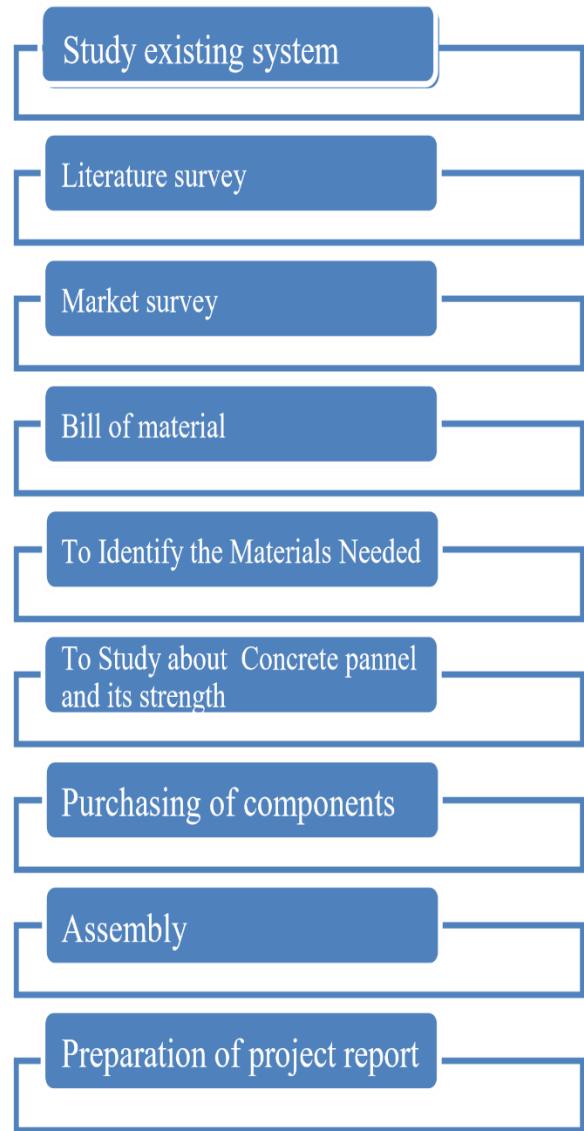 Study existing system
Literature survey
Market survey
Bill of material
To Identify the Materials Needed
To Study about Concrete pannel
and its strength
Purchasing of components
Assembly
Preparation of project report